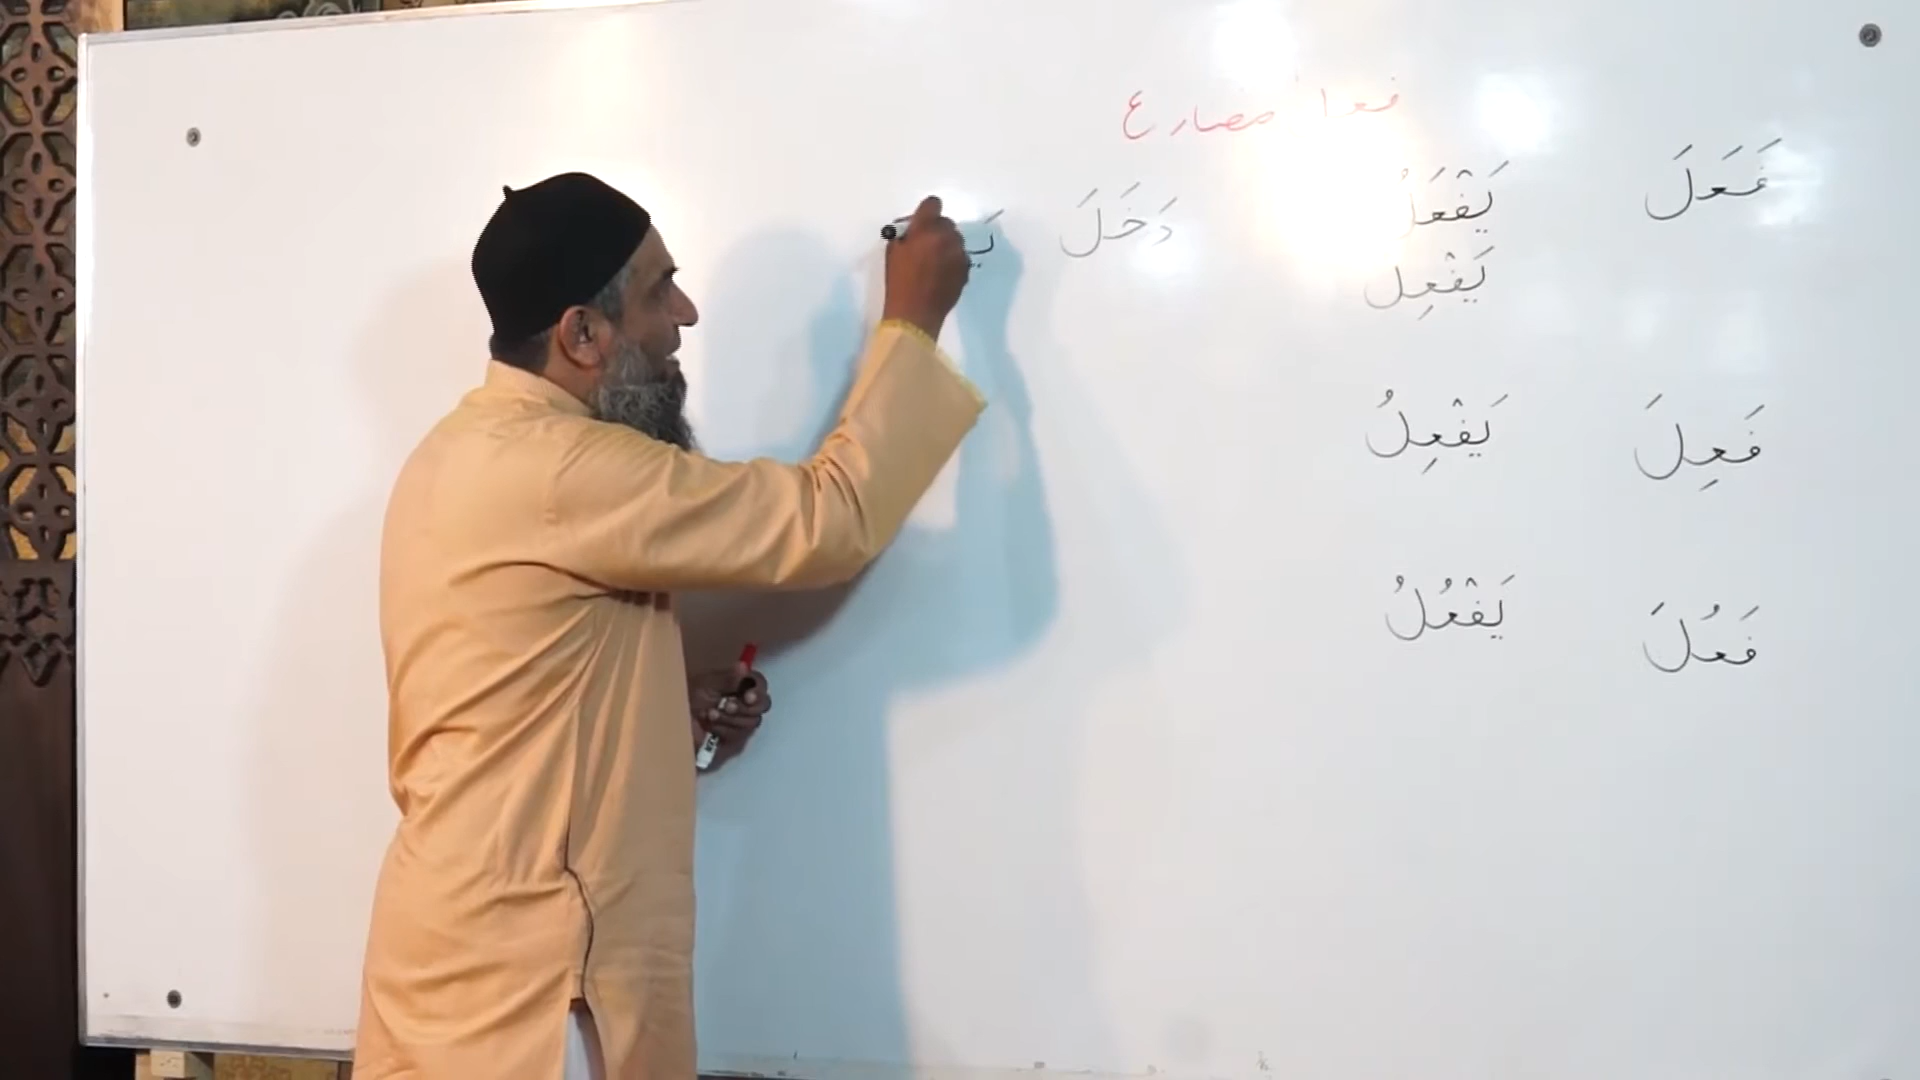 فعل مضارع
فَعَلَ يَفْعَلُ دَخَلَ يَ
يَفْعِل
فَعِلَ يَفْعِلُ
فَعُلَ يَفْعُلُ